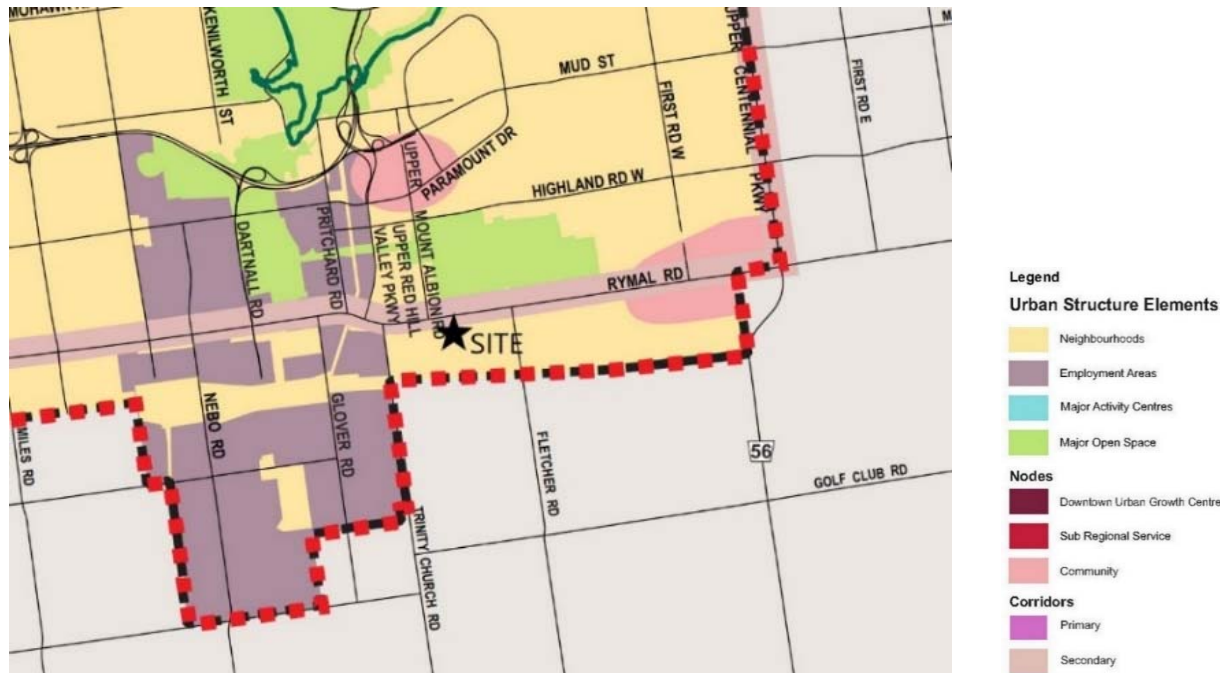 MOHAWK RD
KENILWORTH ST
MUD ST
UPPER CENTENNIAL PKWY
FIRST RD E
FIRST RD W
PARAMOUNT DR
UPPER MOUNT ALBION RD
HIGHLAND RD W
DARTNALL RD
PRITCHARD RD
UPPER RED HILL
VALLEY PKWY
RYMAL RD
SITE
MILES RD
NEBO RD
GLOVER RD
FLETCHER RD
56
GOLF CLUB RD
TRINITY CHURCH RD
Legend
Urban Structure Elements
Neighbourhoods
Employment Areas
Major Activity Centres
Major Open Space
Nodes
Downtown Urban Growth Centre
Sub Regional Service
Community
Corridors
Primary
Secondary